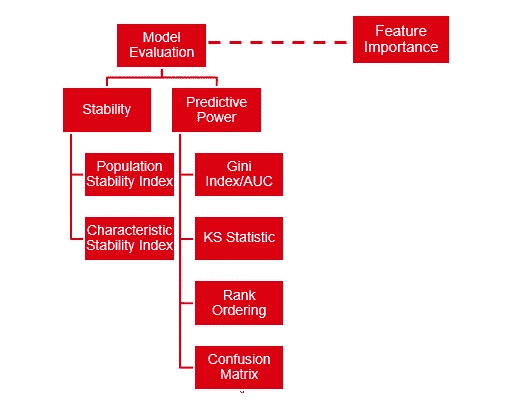 Model
Evaluation
Feature
Importance
Stability
Predictive
Power
Population
Stability Index
Gini
Index/AUC
Characteristic
Stability Index
KS Statistic
Rank
Ordering
Confusion
Matrix